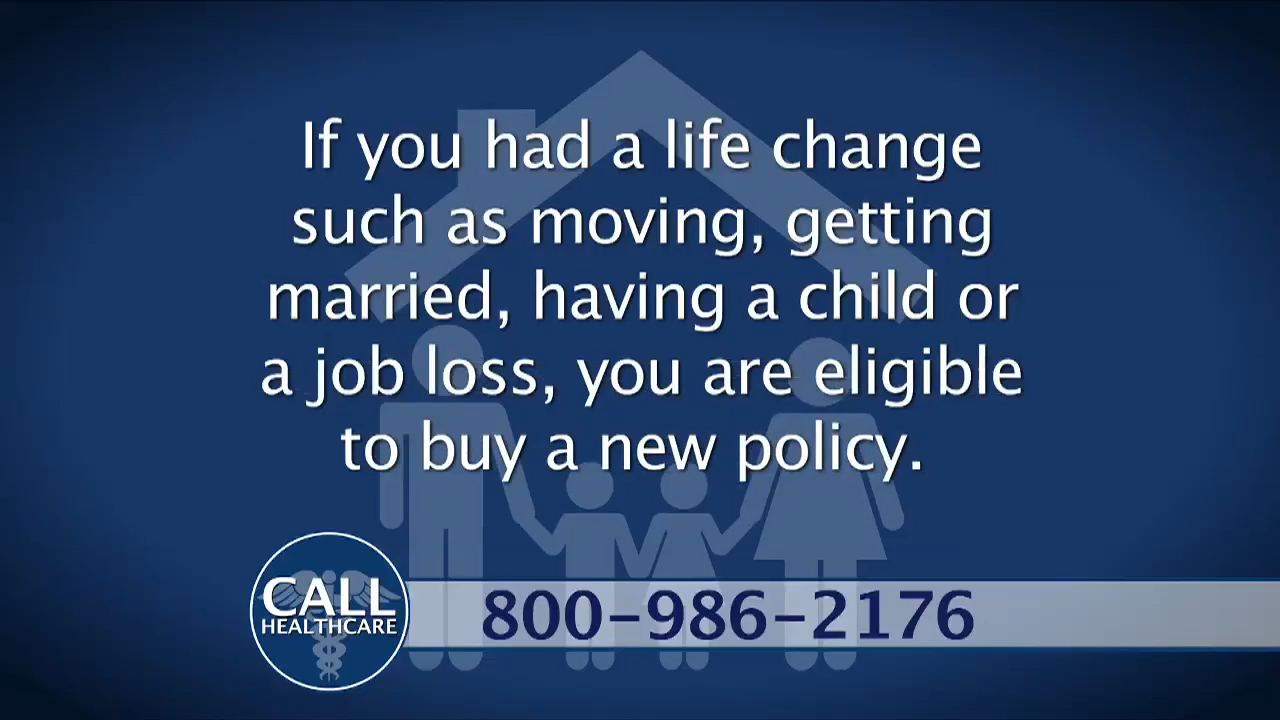 If you had a life change
such as moving, getting
married, having a child or
a job loss, you are eligible
to buy a new policy.
CALL
HEALTHCARE
800-986-2176